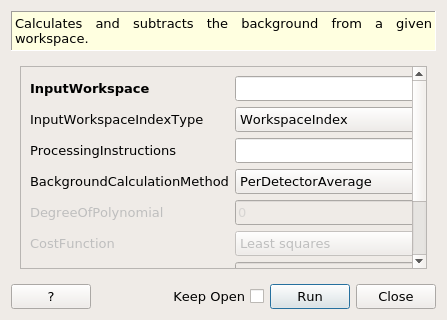 Calculates and subtracts the background from a given
workspace.
InputWorkspace
InputWorkspaceIndexType WorkspaceIndex
ProcessingInstructions
BackgroundCalculationMethod PerDetectorAverage
DegreeOfPolynomial 0
CostFunction Least squares
? Keep Open Run Close